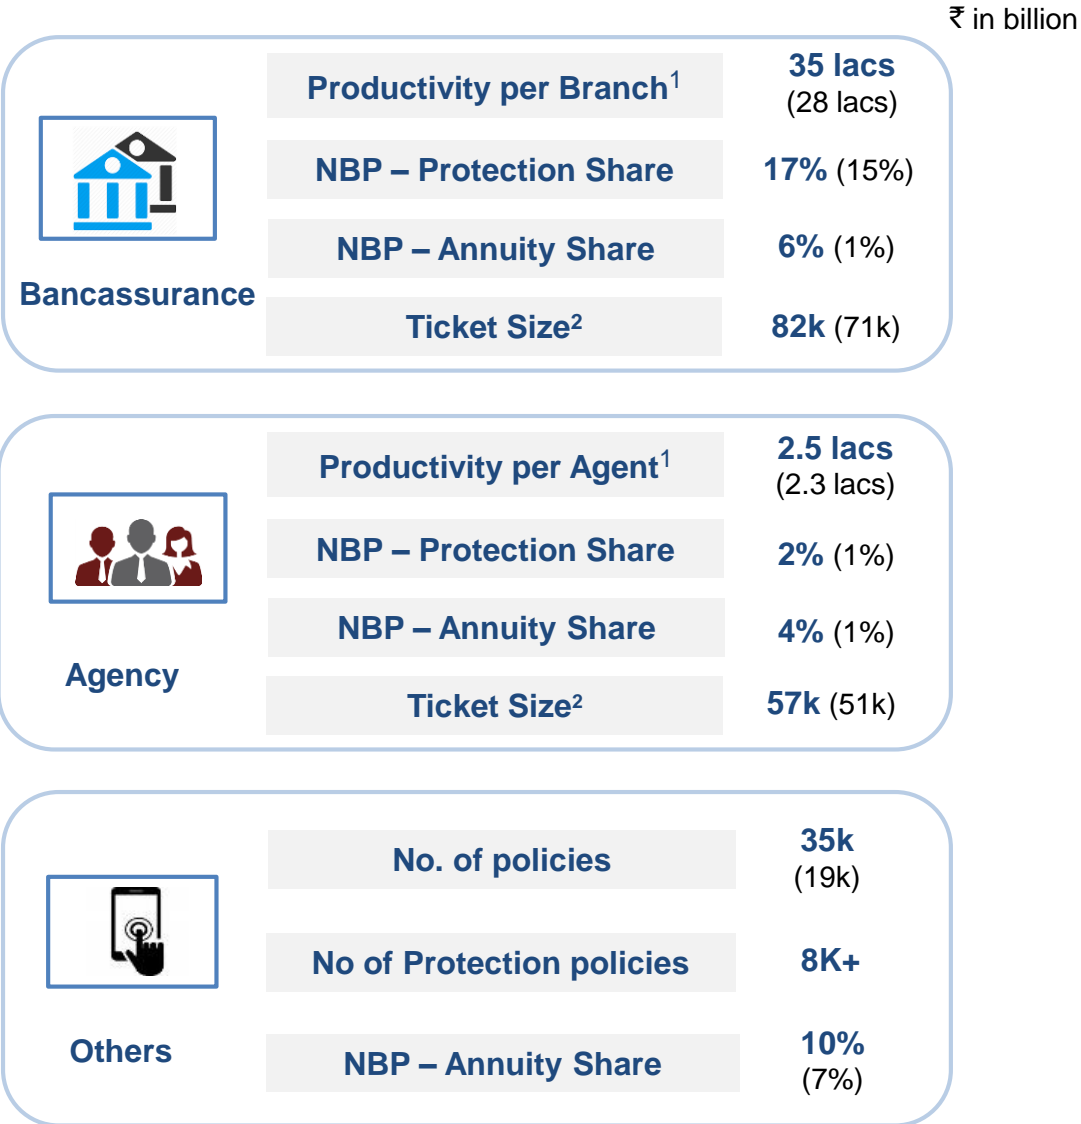 ₹ in billion
Productivity per Branch¹
35 lacs
(28 lacs)
NBP – Protection Share
17% (15%)
NBP – Annuity Share
6% (1%)
Bancassurance
Ticket Size²
82k (71k)
Productivity per Agent¹
2.5 lacs
(2.3 lacs)
NBP – Protection Share
2% (1%)
NBP – Annuity Share
4% (1%)
Agency
Ticket Size²
57k (51k)
No. of policies
35k
(19k)
No of Protection policies
8K+
Others
NBP – Annuity Share
10%
(7%)